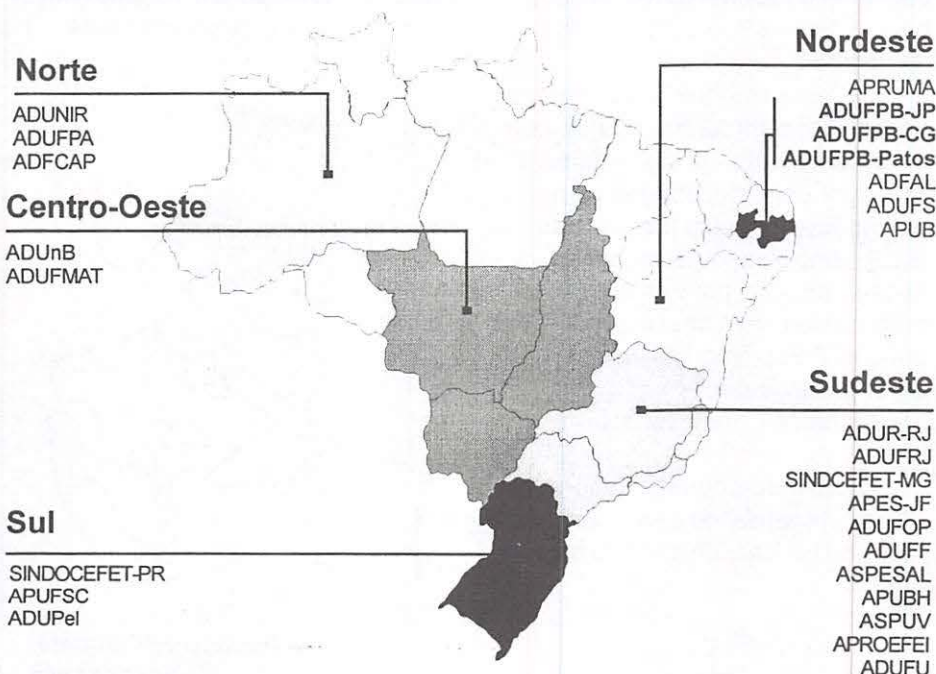 Norte
ADUNIR
ADUFPA
ADFCAP
Centro-Oeste
ADUnB
ADUFMAT
Sul
SINDOCEFET-PR
APUFSC
ADUPel
Nordeste
APRUMA
ADUFPB-JP
ADUFPB-CG
ADUFPB-Patos
ADFAL
ADUFS
APUB
Sudeste
ADUR-RJ
ADUFRJ
SINDCEFET-MG
APES-JF
ADUFOP
ADUFF
ASPESAL
APUBH
ASPUV
APROEFEI
ADUFU